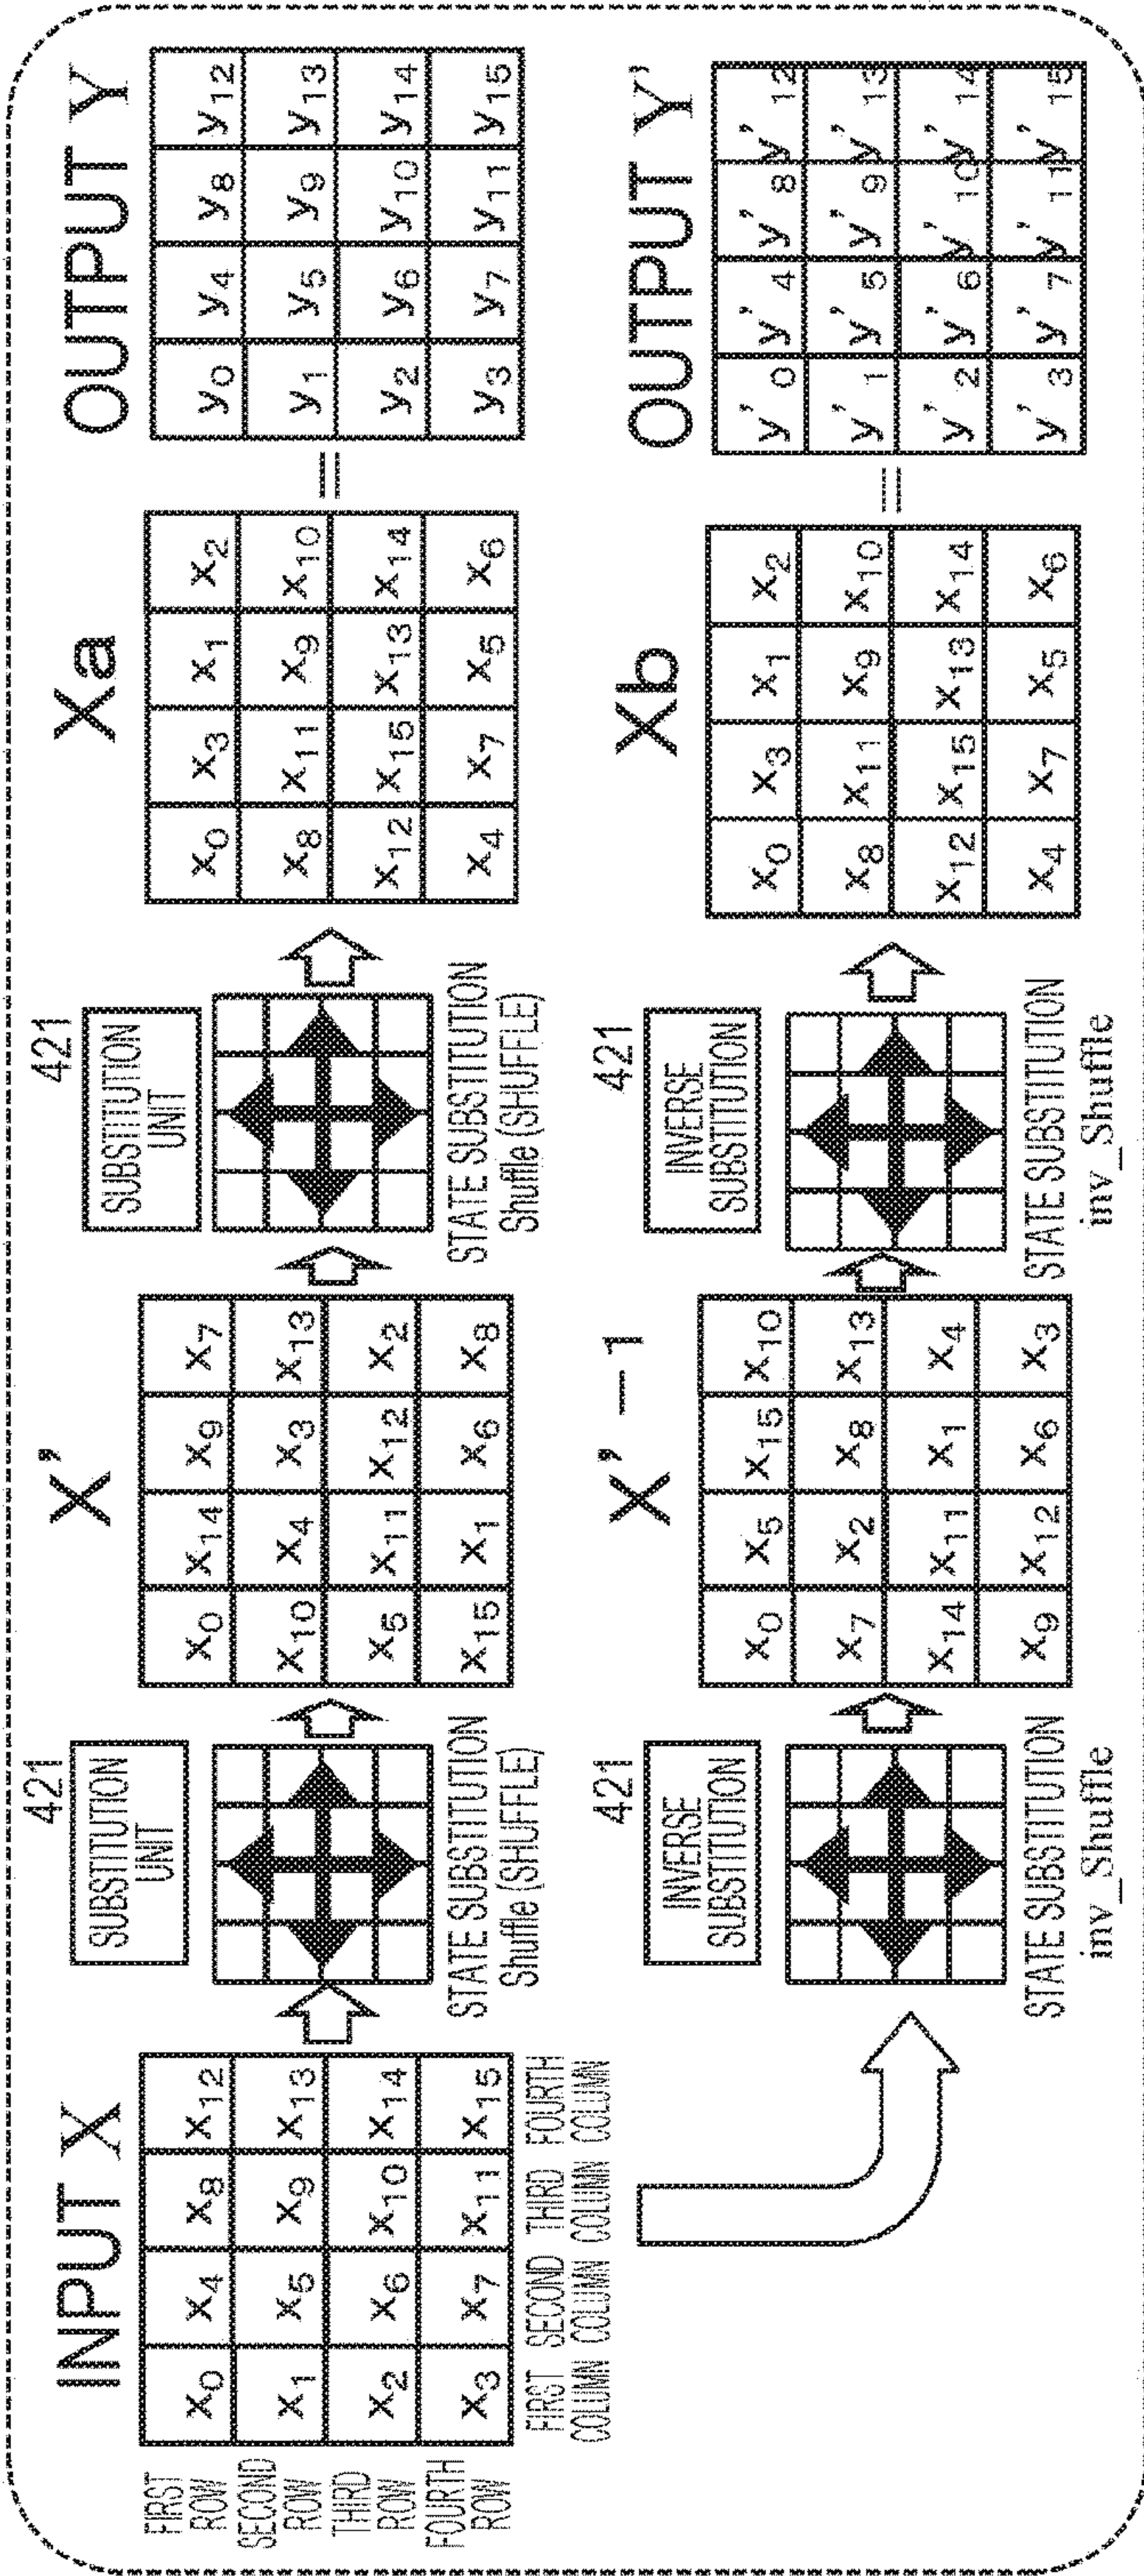 INPUT X
FIRST ROW
SECOND ROW
THIRD ROW
FOURTH ROW
x0 x4 x8 x12
x1 x5 x9 x13
x2 x6 x10 x14
x3 x7 x11 x15
FIRST COLUMN
SECOND COLUMN
THIRD COLUMN
FOURTH COLUMN
421
SUBSTITUTION
UNIT
STATE SUBSTITUTION
Shuffle (SHUFFLE)
X'
x0 x14 x9 x7
x10 x4 x3 x13
x5 x11 x12 x2
x15 x1 x6 x8
421
SUBSTITUTION
UNIT
STATE SUBSTITUTION
Shuffle (SHUFFLE)
Xa
x0 x3 x1 x2
x8 x11 x9 x10
x12 x15 x13 x14
x4 x7 x5 x6
=
OUTPUT Y
y0 y4 y8 y12
y1 y5 y9 y13
y2 y6 y10 y14
y3 y7 y11 y15
421
INVERSE
SUBSTITUTION
STATE SUBSTITUTION
inv_Shuffle
X' -1
x0 x5 x15 x10
x7 x2 x8 x13
x14 x11 x1 x4
x9 x12 x6 x3
421
INVERSE
SUBSTITUTION
STATE SUBSTITUTION
inv_Shuffle
Xb
x0 x3 x1 x2
x8 x11 x9 x10
x12 x15 x13 x14
x4 x7 x5 x6
=
OUTPUT Y'
y'0 y'4 y'8 y'12
y'1 y'5 y'9 y'13
y'2 y'6 y'10 y'14
y'3 y'7 y'11 y'15